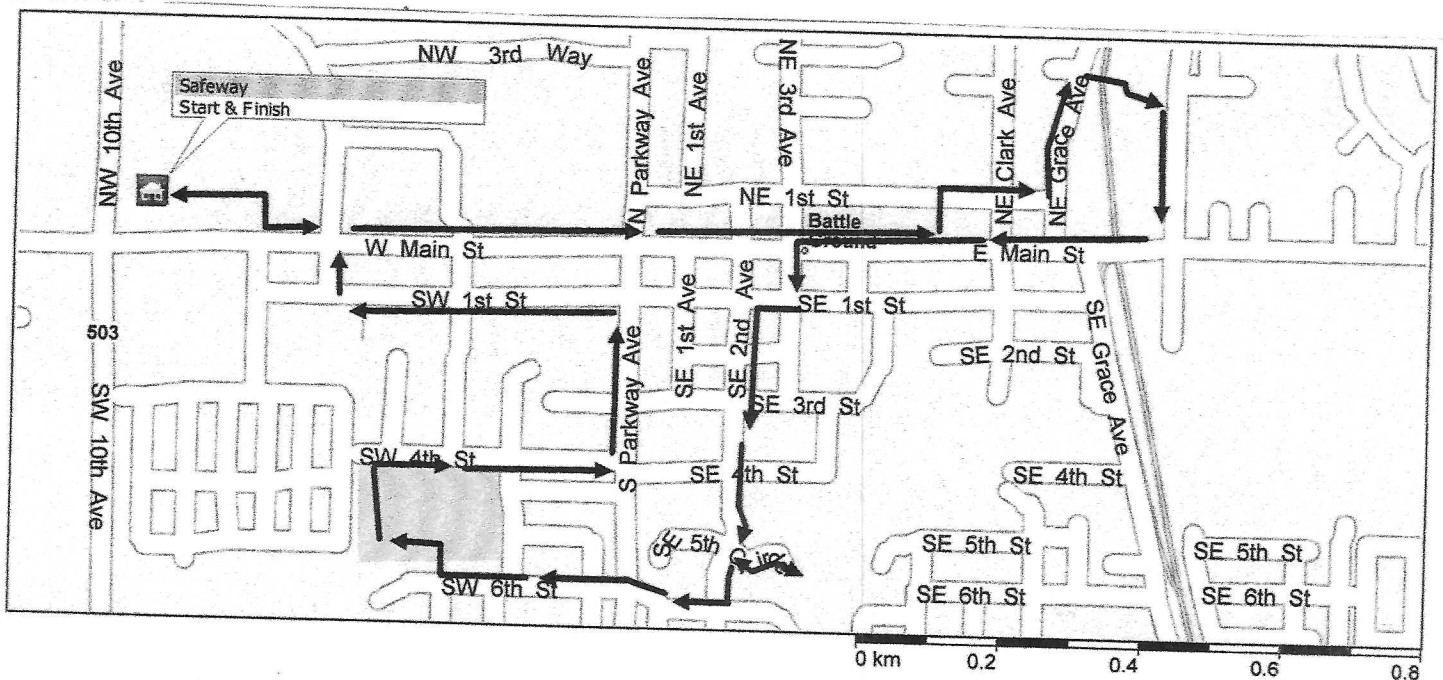 NW 3rd Way
NW 10th Ave
Safeway
Start & Finish
N Parkway Ave
NE 1st Ave
NE 3rd Ave
NE Clark Ave
NE Grace Ave
NE 1st St
Battle
Ground
W Main St
E Main St
SW 1st St
SE 1st Ave
SE 2nd Ave
SE 1st St
SE 2nd St
SE Grace Ave
503
SW 10th Ave
S Parkway Ave
SE 3rd St
SW 4th St
SE 4th St
SE 4th St
SE 5th Circle
SE 5th St
SE 5th St
SW 6th St
SE 6th St
SE 6th St
0 km 0.2 0.4 0.6 0.8